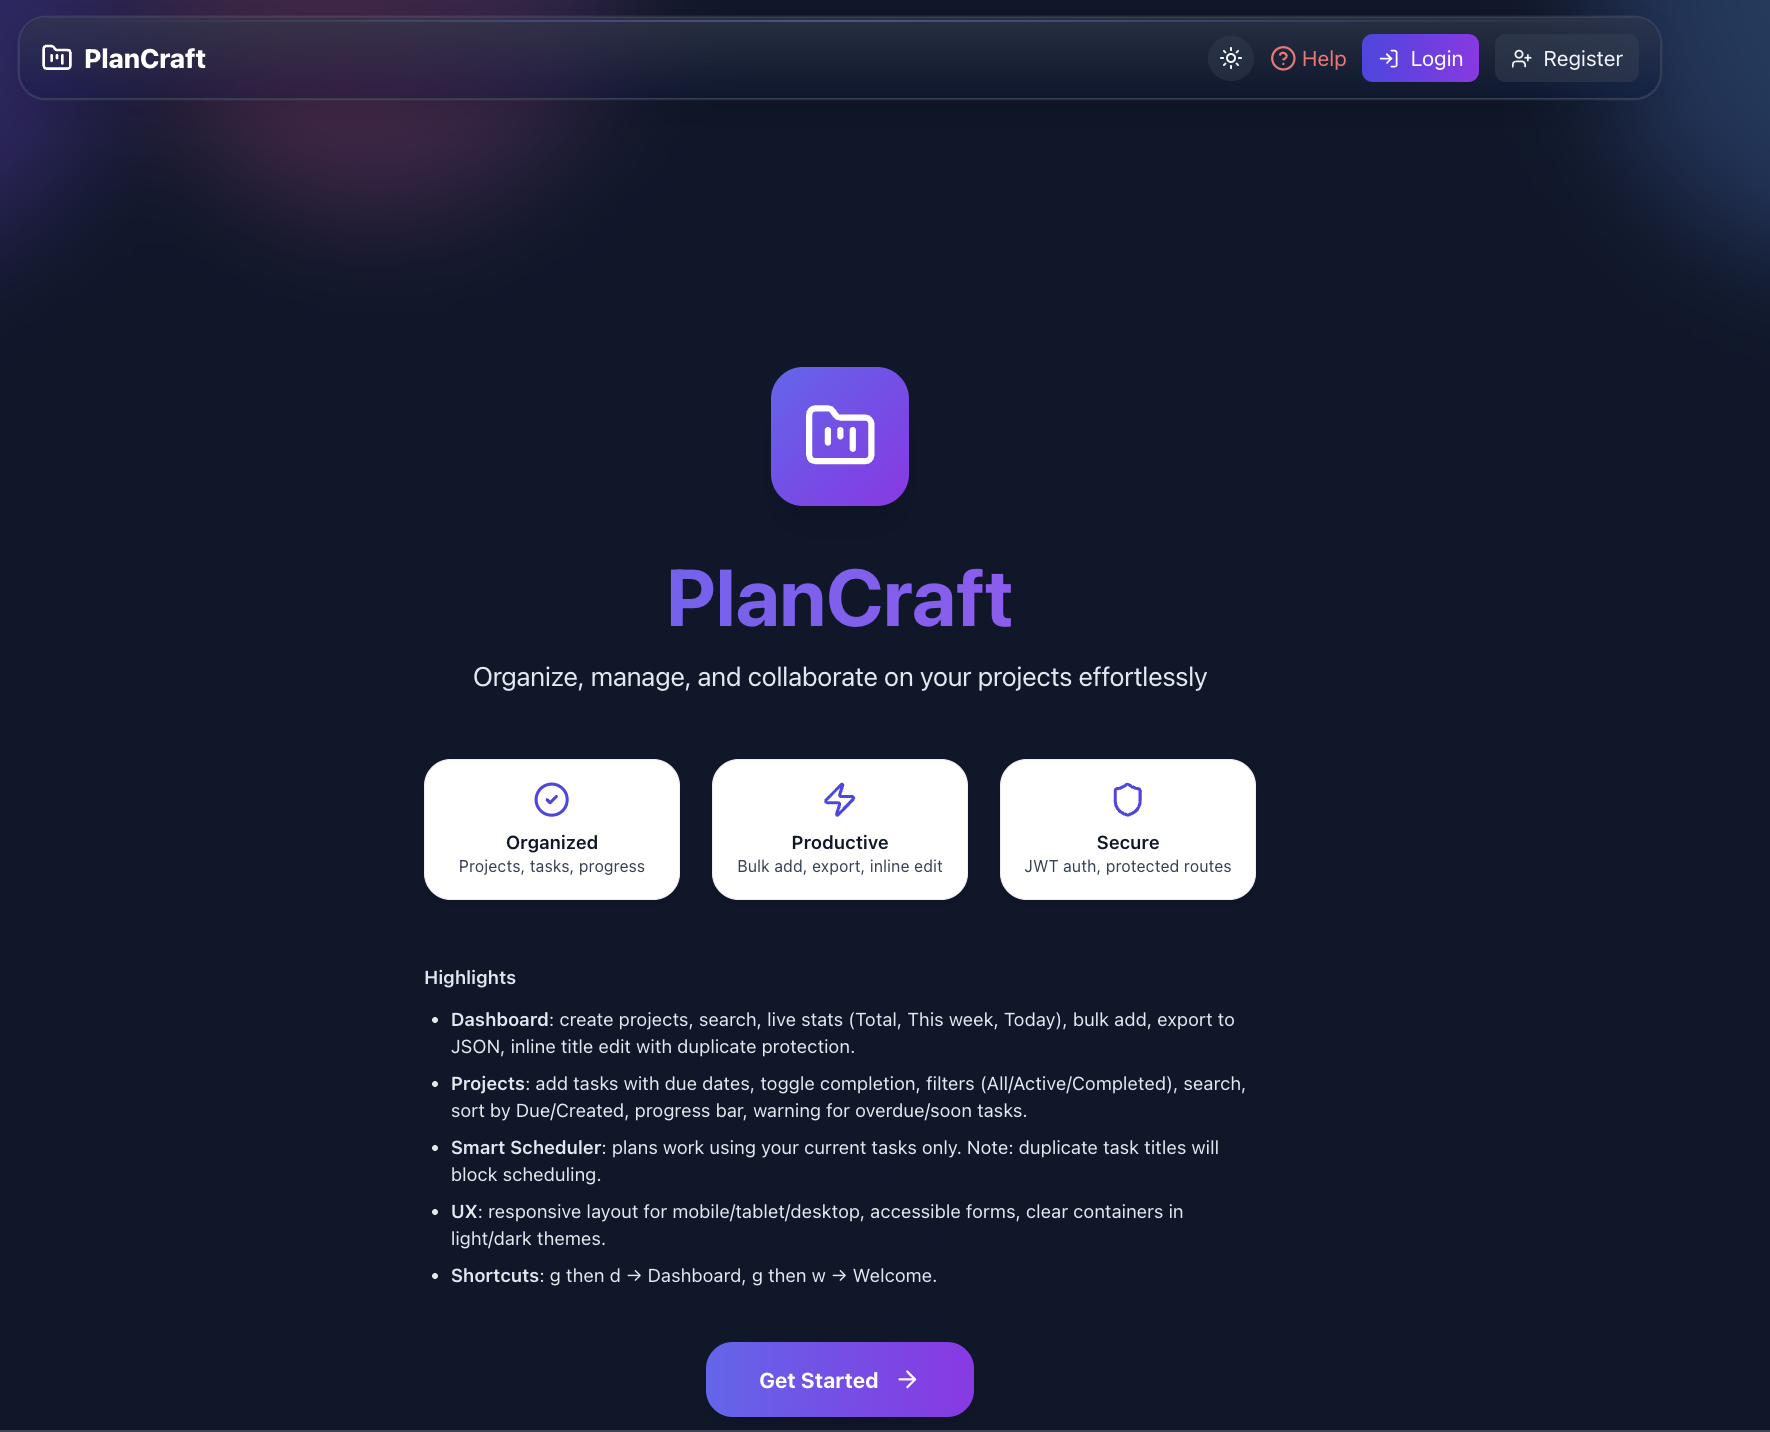 PlanCraft
Help
Login
Register
PlanCraft
Organize, manage, and collaborate on your projects effortlessly
Organized
Projects, tasks, progress
Productive
Bulk add, export, inline edit
Secure
JWT auth, protected routes
Highlights
• Dashboard: create projects, search, live stats (Total, This week, Today), bulk add, export to
JSON, inline title edit with duplicate protection.
• Projects: add tasks with due dates, toggle completion, filters (All/Active/Completed), search,
sort by Due/Created, progress bar, warning for overdue/soon tasks.
• Smart Scheduler: plans work using your current tasks only. Note: duplicate task titles will
block scheduling.
• UX: responsive layout for mobile/tablet/desktop, accessible forms, clear containers in
light/dark themes.
• Shortcuts: g then d → Dashboard, g then w → Welcome.
Get Started →